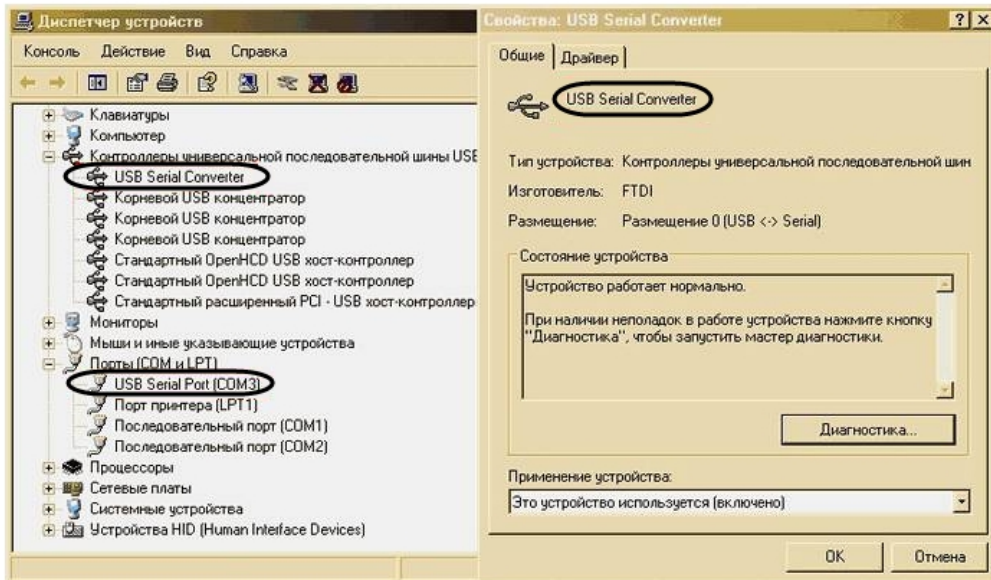 Диспетчер устройств
Консоль Действие Вид Справка
Клавиатуры
Компьютер
Контроллеры универсальной последовательной шины USB
USB Serial Converter
Корневой USB концентратор
Корневой USB концентратор
Корневой USB концентратор
Стандартный OpenHCD USB хост-контроллер
Стандартный OpenHCD USB хост-контроллер
Стандартный расширенный PCI - USB хост-контроллер
Мониторы
Мыши и иные указывающие устройства
Порты (COM и LPT)
USB Serial Port (COM3)
Порт принтера (LPT1)
Последовательный порт (COM1)
Последовательный порт (COM2)
Процессоры
Сетевые платы
Системные устройства
Устройства HID (Human Interface Devices)
Свойства: USB Serial Converter
Общие Драйвер
USB Serial Converter
Тип устройства: Контроллеры универсальной последовательной шин
Изготовитель: FTDI
Размещение: Размещение 0 (USB <-> Serial)
Состояние устройства
Устройство работает нормально.
При наличии неполадок в работе устройства нажмите кнопку
"Диагностика", чтобы запустить мастер диагностики.
Диагностика...
Применение устройства:
Это устройство используется (включено)
OK Отмена